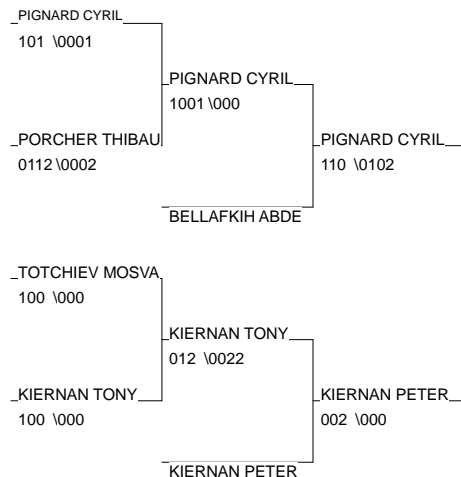 PIGNARD CYRIL
101 \0001
PIGNARD CYRIL
1001 \000
PORCHER THIBAU
0112 \0002
PIGNARD CYRIL
110 \0102
BELLAFKIH ABDE
TOTCHIEV MOSVA
100 \000
KIERNAN TONY
012 \0022
KIERNAN TONY
100 \000
KIERNAN PETER
002 \000
KIERNAN PETER